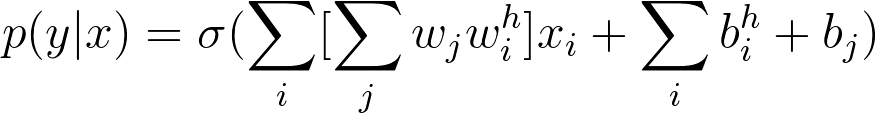 p(y|x) = σ(∑_i [∑_j w_j w_i^h] x_i + ∑_i b_i^h + b_j)